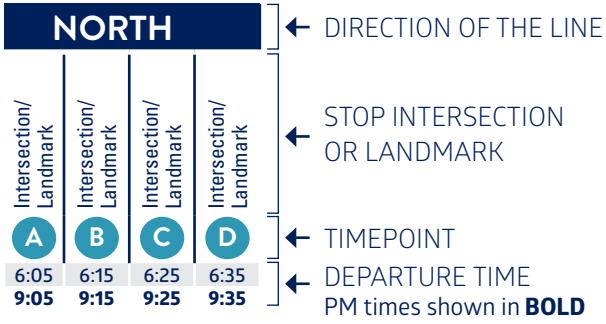 NORTH
DIRECTION OF THE LINE
Intersection/
Landmark
Intersection/
Landmark
Intersection/
Landmark
Intersection/
Landmark
STOP INTERSECTION
OR LANDMARK
A B C D
TIMEPOINT
6:05 6:15 6:25 6:35
9:05 9:15 9:25 9:35
DEPARTURE TIME
PM times shown in BOLD